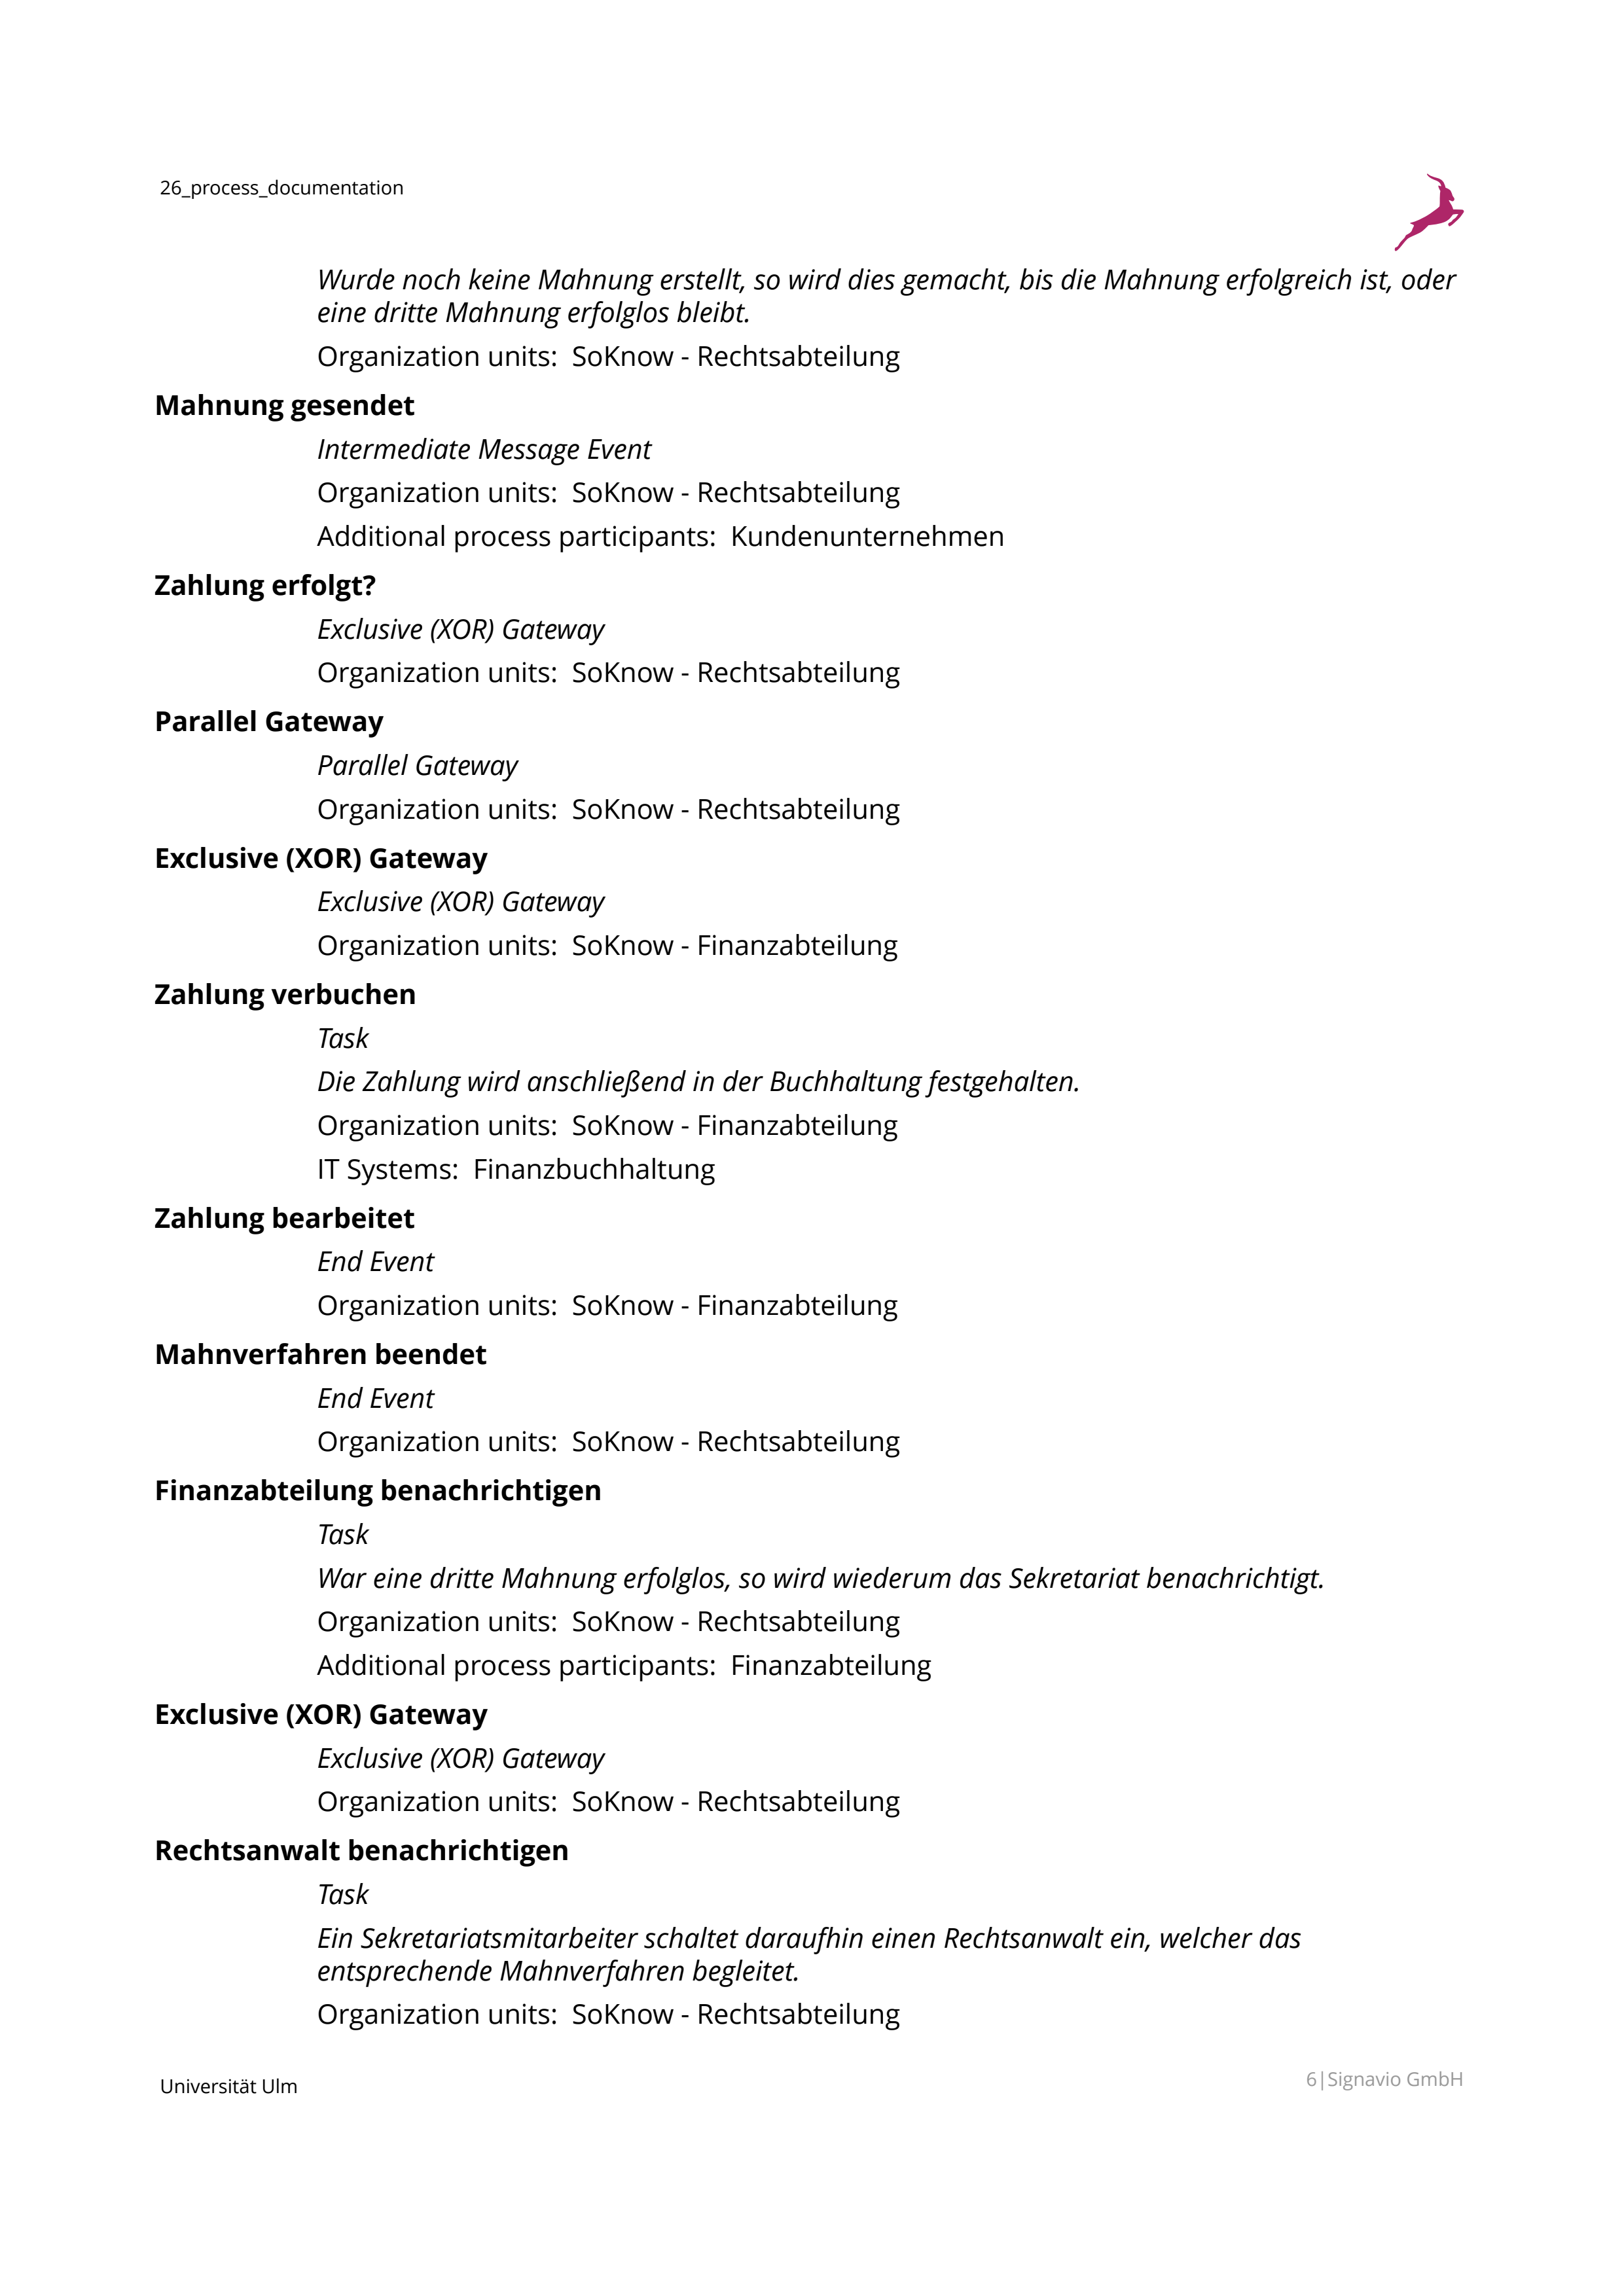 26_process_documentation
Wurde noch keine Mahnung erstellt, so wird dies gemacht, bis die Mahnung erfolgreich ist, oder
eine dritte Mahnung erfolglos bleibt.
Organization units:  SoKnow - Rechtsabteilung
Mahnung gesendet
Intermediate Message Event
Organization units:  SoKnow - Rechtsabteilung
Additional process participants:  Kundenunternehmen
Zahlung erfolgt?
Exclusive (XOR) Gateway
Organization units:  SoKnow - Rechtsabteilung
Parallel Gateway
Parallel Gateway
Organization units:  SoKnow - Rechtsabteilung
Exclusive (XOR) Gateway
Exclusive (XOR) Gateway
Organization units:  SoKnow - Finanzabteilung
Zahlung verbuchen
Task
Die Zahlung wird anschließend in der Buchhaltung festgehalten.
Organization units:  SoKnow - Finanzabteilung
IT Systems:  Finanzbuchhaltung
Zahlung bearbeitet
End Event
Organization units:  SoKnow - Finanzabteilung
Mahnverfahren beendet
End Event
Organization units:  SoKnow - Rechtsabteilung
Finanzabteilung benachrichtigen
Task
War eine dritte Mahnung erfolglos, so wird wiederum das Sekretariat benachrichtigt.
Organization units:  SoKnow - Rechtsabteilung
Additional process participants:  Finanzabteilung
Exclusive (XOR) Gateway
Exclusive (XOR) Gateway
Organization units:  SoKnow - Rechtsabteilung
Rechtsanwalt benachrichtigen
Task
Ein Sekretariatsmitarbeiter schaltet daraufhin einen Rechtsanwalt ein, welcher das
entsprechende Mahnverfahren begleitet.
Organization units:  SoKnow - Rechtsabteilung
Universität Ulm
6|Signavio GmbH